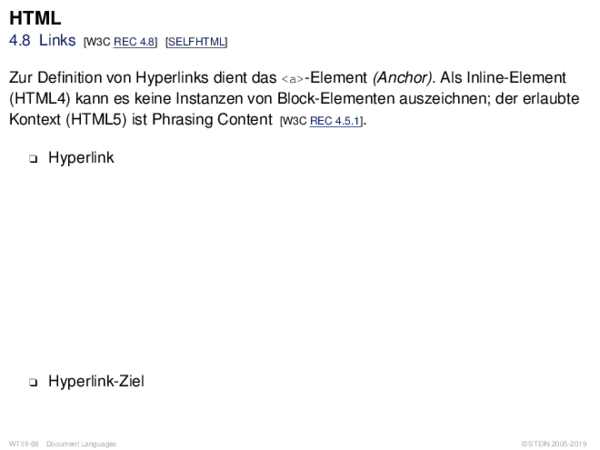 HTML
4.8 Links [W3C REC 4.8] [SELFHTML]
Zur Definition von Hyperlinks dient das <a>-Element (Anchor). Als Inline-Element
(HTML4) kann es keine Instanzen von Block-Elementen auszeichnen; der erlaubte
Kontext (HTML5) ist Phrasing Content [W3C REC 4.5.1].
❑ Hyperlink
❑ Hyperlink-Ziel
WT:III-68 Document Languages
© STEIN 2005-2019